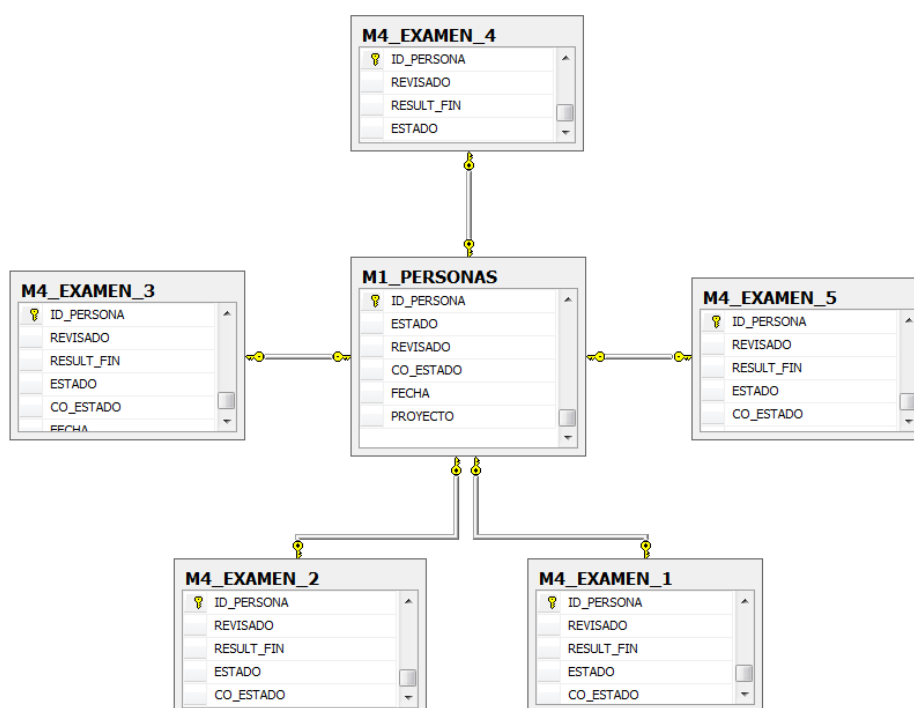 M4_EXAMEN_4
ID_PERSONA
REVISADO
RESULT_FIN
ESTADO
M4_EXAMEN_3
ID_PERSONA
REVISADO
RESULT_FIN
ESTADO
CO_ESTADO
FECHA
M1_PERSONAS
ID_PERSONA
ESTADO
REVISADO
CO_ESTADO
FECHA
PROYECTO
M4_EXAMEN_5
ID_PERSONA
REVISADO
RESULT_FIN
ESTADO
CO_ESTADO
M4_EXAMEN_2
ID_PERSONA
REVISADO
RESULT_FIN
ESTADO
CO_ESTADO
M4_EXAMEN_1
ID_PERSONA
REVISADO
RESULT_FIN
ESTADO
CO_ESTADO